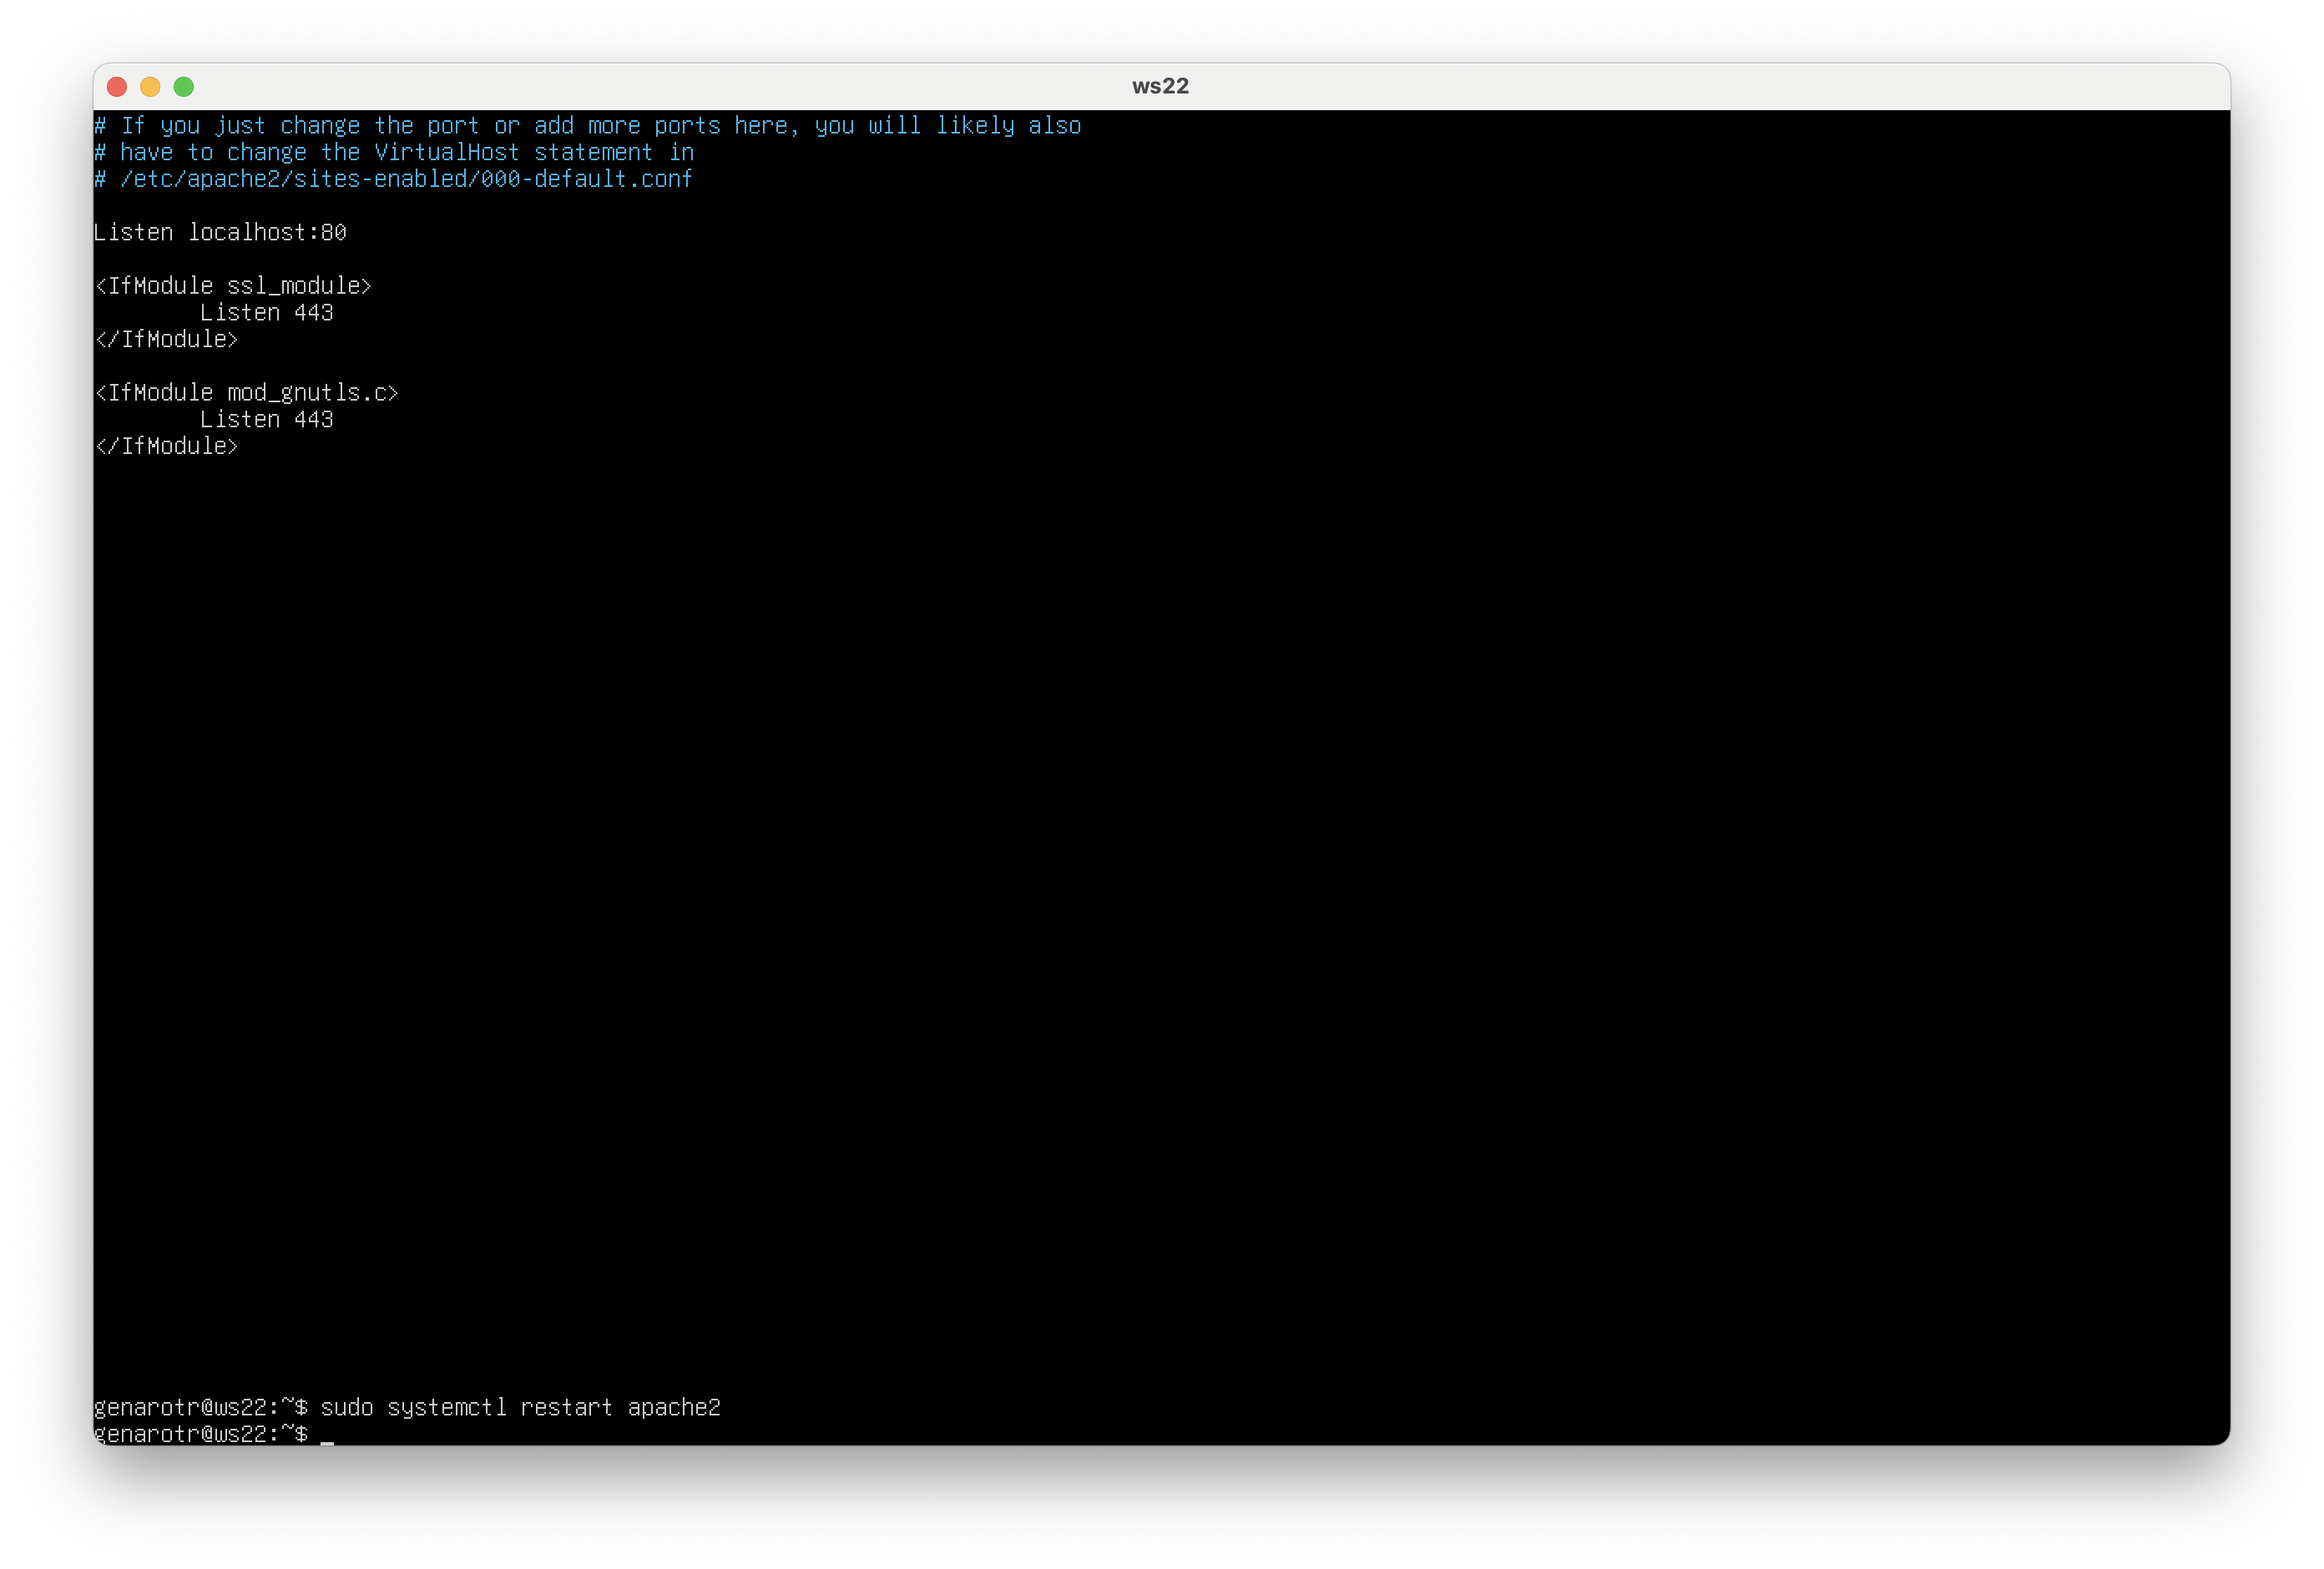 ws22
# If you just change the port or add more ports here, you will likely also
# have to change the VirtualHost statement in
# /etc/apache2/sites-enabled/000-default.conf
Listen localhost:80
<IfModule ssl_module>
        Listen 443
</IfModule>
<IfModule mod_gnutls.c>
        Listen 443
</IfModule>
genarotr@ws22:~$ sudo systemctl restart apache2
genarotr@ws22:~$ _